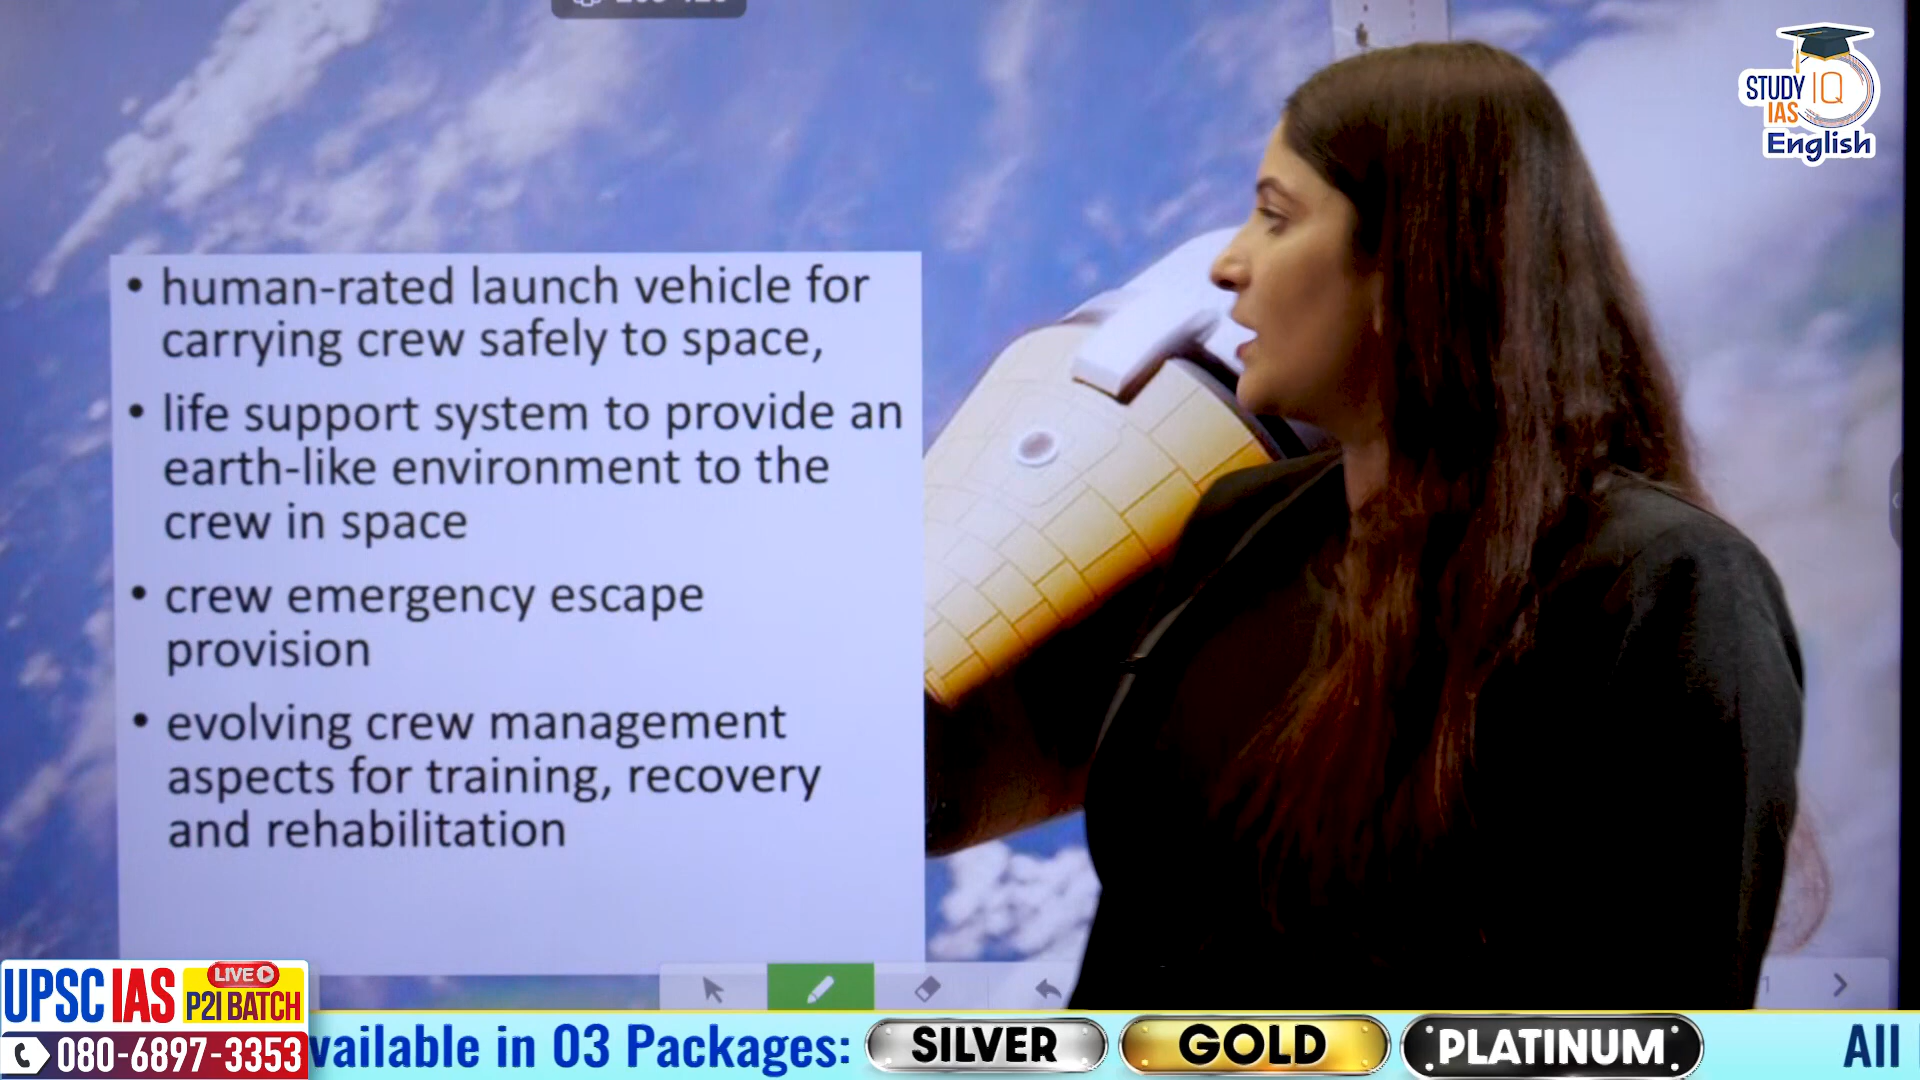 STUDY IQ
IAS
English
• human-rated launch vehicle for
carrying crew safely to space,
• life support system to provide an
earth-like environment to the
crew in space
• crew emergency escape
provision
• evolving crew management
aspects for training, recovery
and rehabilitation
UPSC IAS
LIVE
P2I BATCH
080-6897-3353
vailable in 03 Packages: SILVER GOLD PLATINUM All